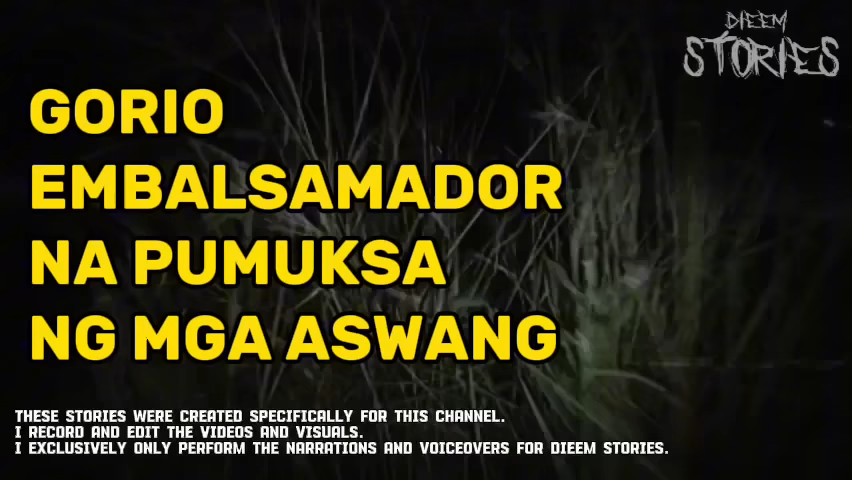 DIEEM
STORIES
GORIO
EMBALSAMADOR
NA PUMUKSA
NG MGA ASWANG
THESE STORIES WERE CREATED SPECIFICALLY FOR THIS CHANNEL.
I RECORD AND EDIT THE VIDEOS AND VISUALS.
I EXCLUSIVELY ONLY PERFORM THE NARRATIONS AND VOICEOVERS FOR DIEEM STORIES.